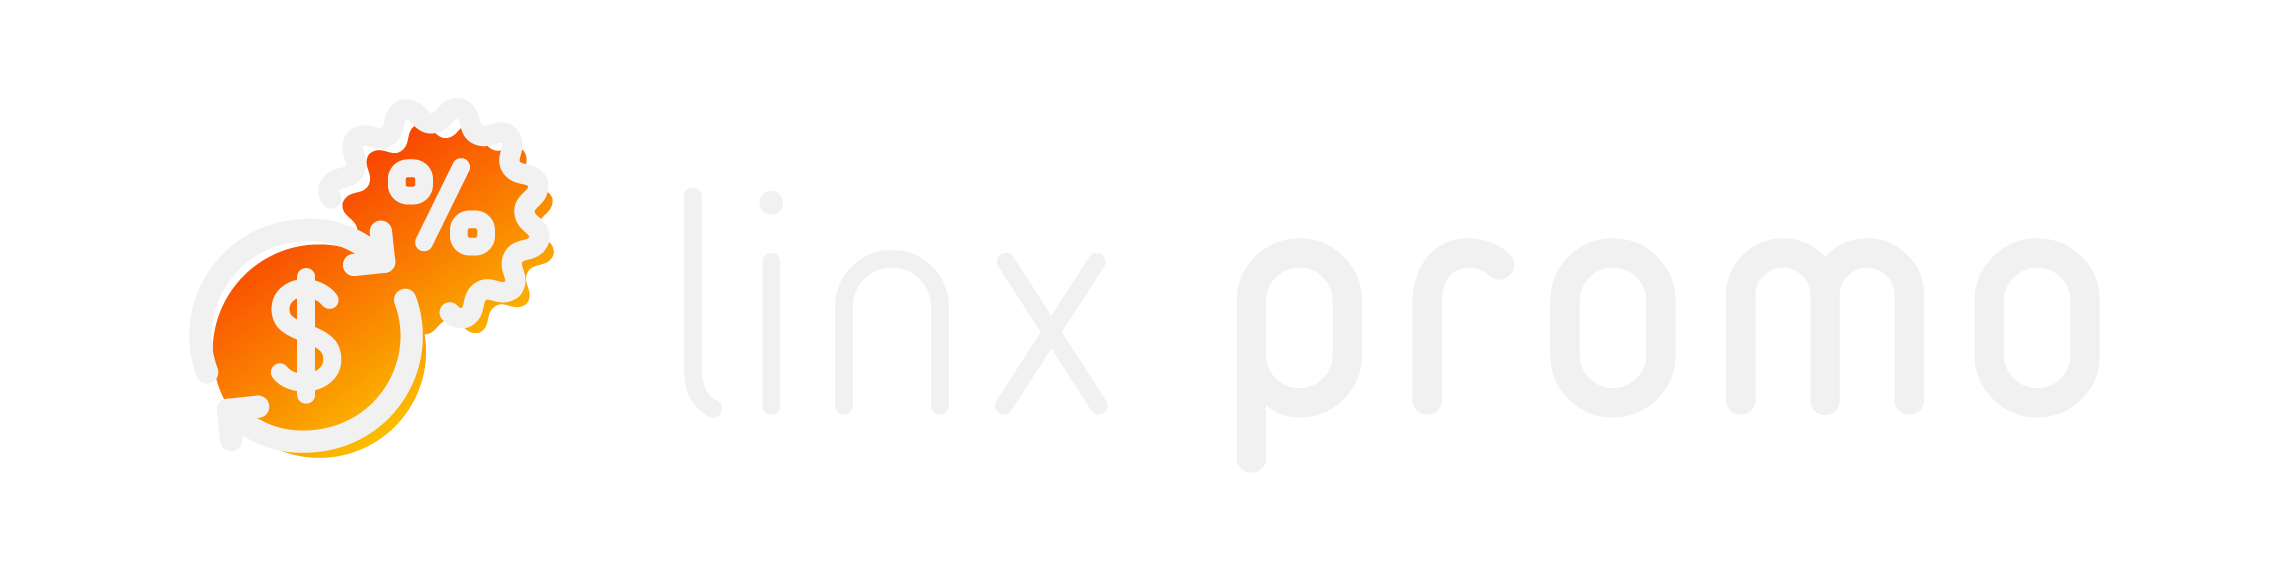 % $
linx promo